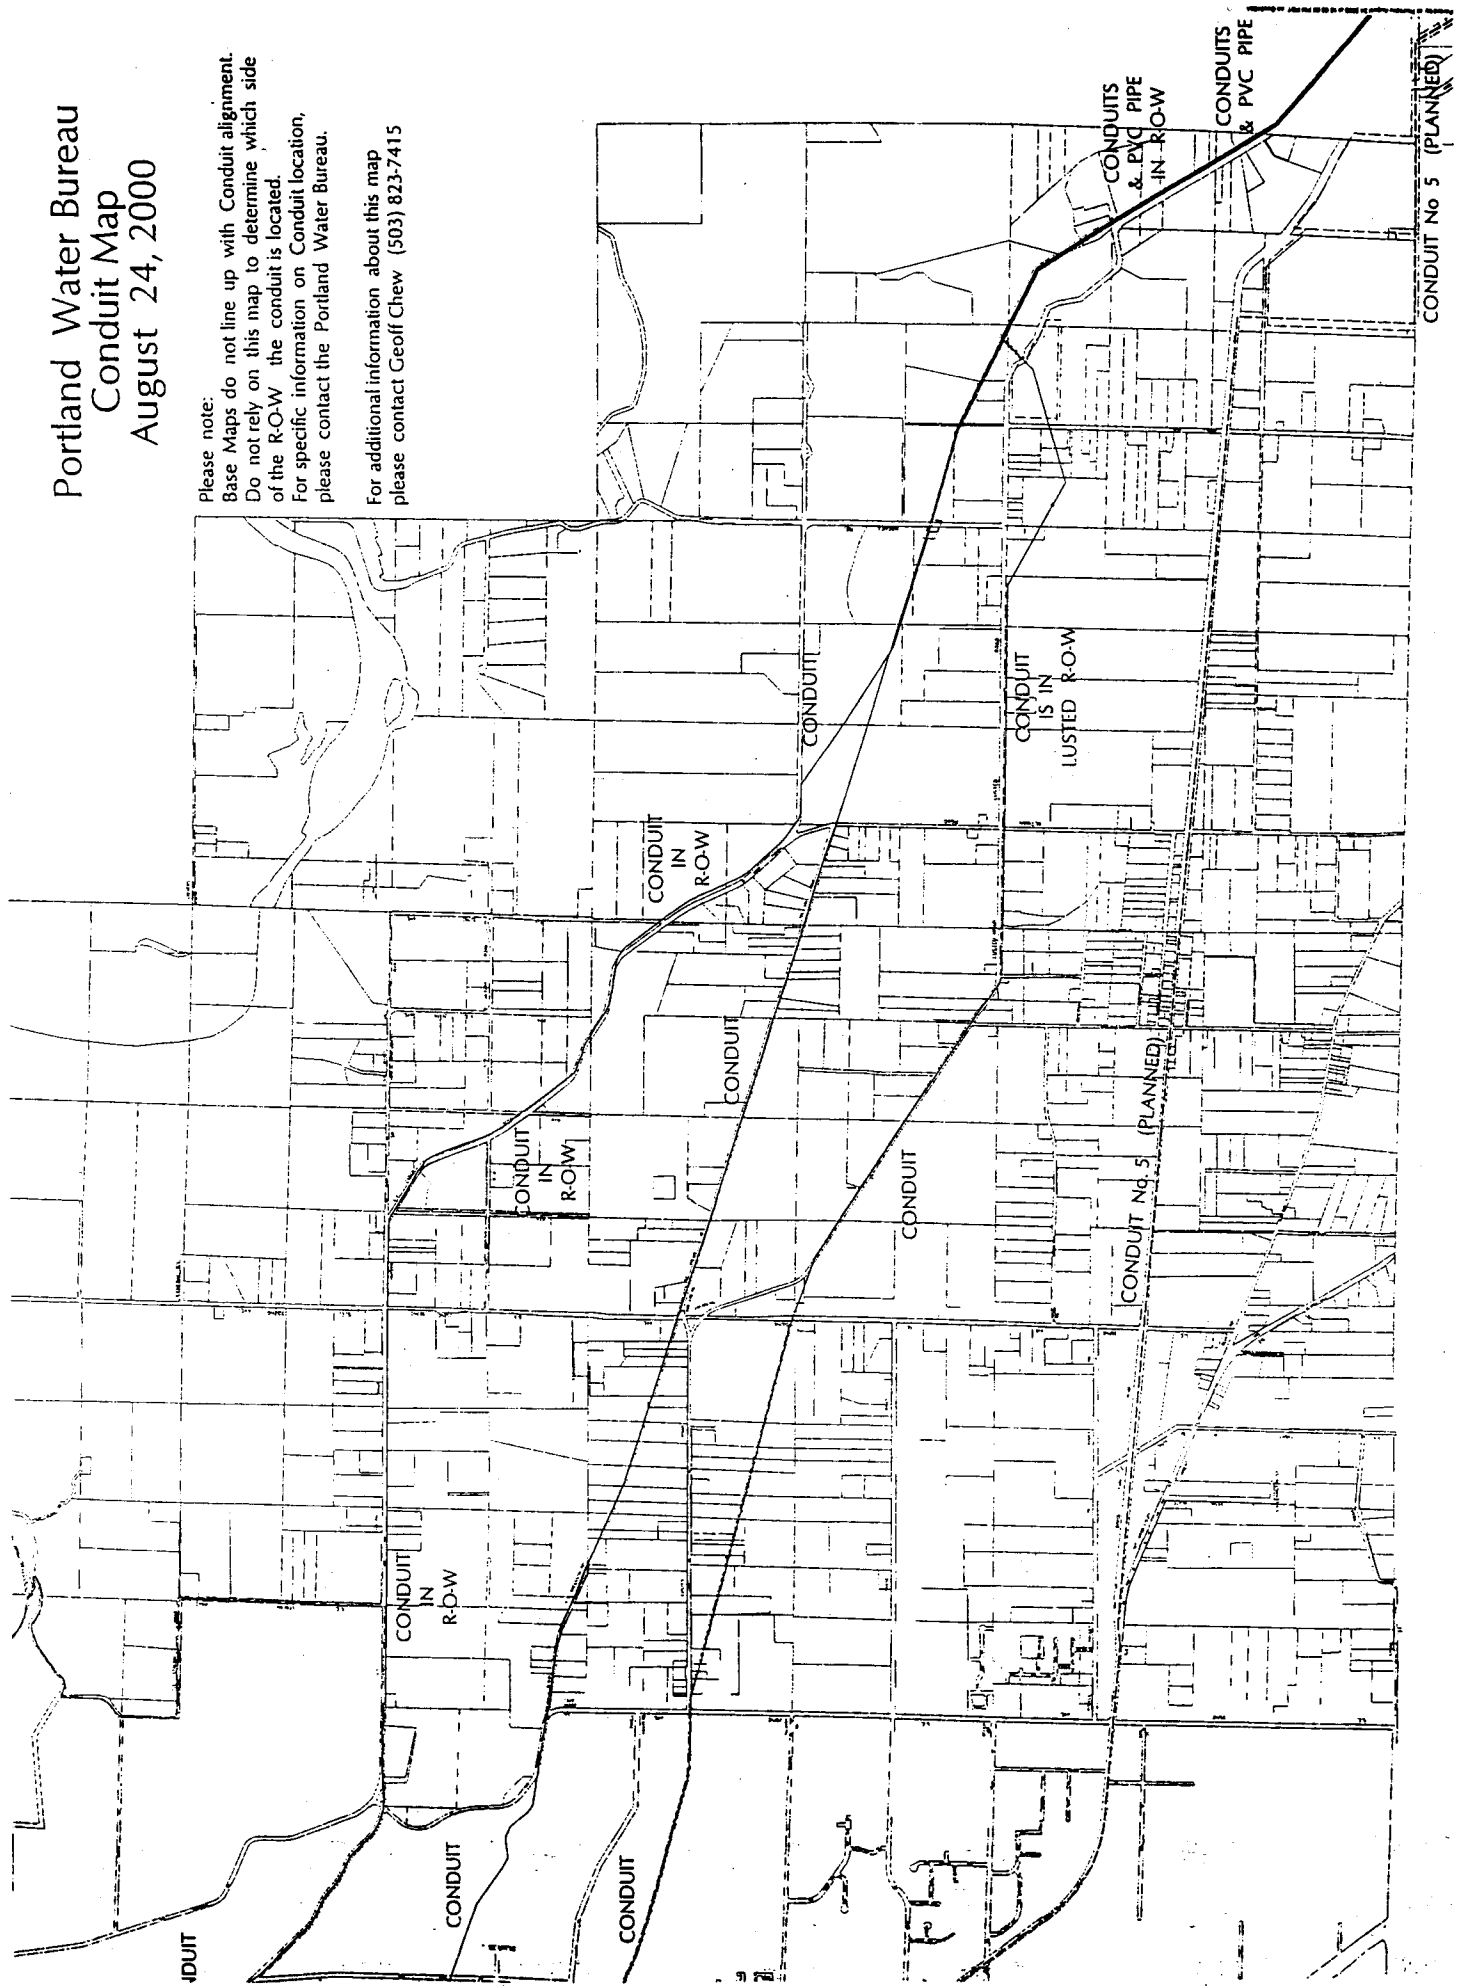 Portland Water Bureau
Conduit Map
August 24, 2000
Please note:
Base Maps do not line up with Conduit alignment.
Do not rely on this map to determine which side
of the R-O-W the conduit is located.
For specific information on Conduit location,
please contact the Portland Water Bureau.
For additional information about this map
please contact Geoff Chew (503) 823-7415
CONDUITS
& PVC PIPE
IN R-O-W
CONDUITS
& PVC PIPE
CONDUIT No 5 (PLANNED)
CONDUIT
CONDUIT
IS IN
LUSTED R-O-W
CONDUIT
IN
R-O-W
CONDUIT
CONDUIT
IN
R-O-W
CONDUIT
CONDUIT No. 5 (PLANNED)
CONDUIT
IN
R-O-W
CONDUIT
CONDUIT
NDUIT